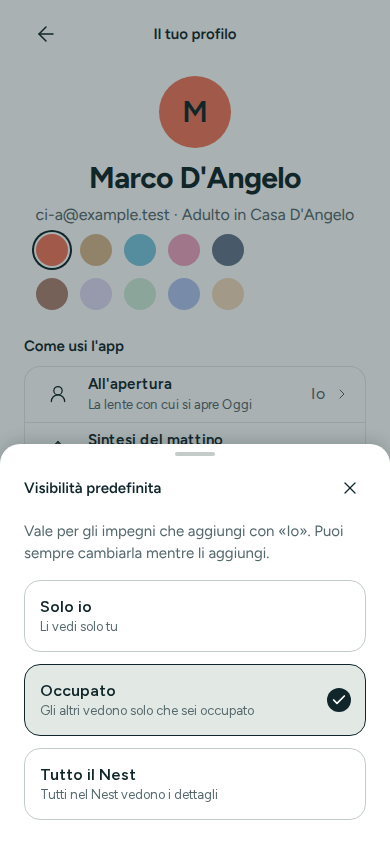 Il tuo profilo
M
Marco D'Angelo
ci-a@example.test · Adulto in Casa D'Angelo
Come usi l'app
All'apertura
La lente con cui si apre Oggi
Io
Sintesi del mattino
Visibilità predefinita
Vale per gli impegni che aggiungi con «Io». Puoi
sempre cambiarla mentre li aggiungi.
Solo io
Li vedi solo tu
Occupato
Gli altri vedono solo che sei occupato
Tutto il Nest
Tutti nel Nest vedono i dettagli